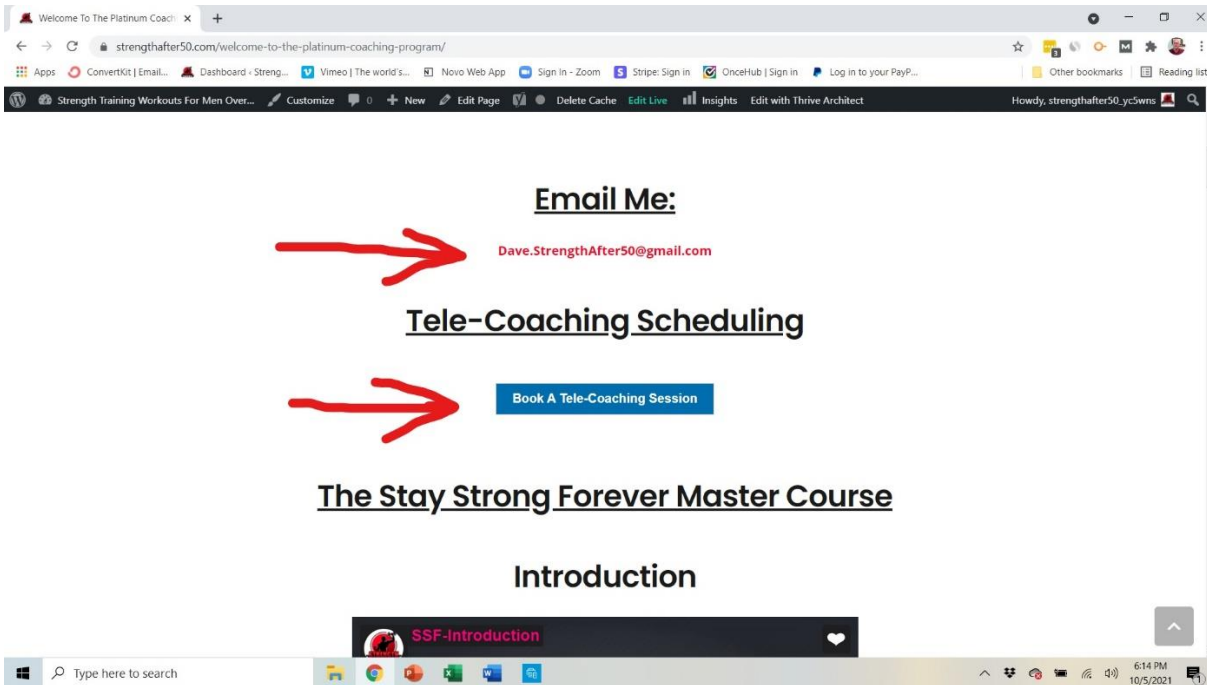 Welcome To The Platinum Coach
strengthafter50.com/welcome-to-the-platinum-coaching-program/
Apps ConvertKit | Email... Dashboard ‹ Streng... Vimeo | The world's... Novo Web App Sign In - Zoom Stripe: Sign in OnceHub | Sign in Log in to your PayP... Other bookmarks Reading list
Strength Training Workouts For Men Over... Customize 0 + New Edit Page Delete Cache Edit Live Insights Edit with Thrive Architect Howdy, strengthafter50_yc5wns
Email Me:
Dave.StrengthAfter50@gmail.com
Tele-Coaching Scheduling
Book A Tele-Coaching Session
The Stay Strong Forever Master Course
Introduction
SSF-Introduction
Type here to search
6:14 PM
10/5/2021